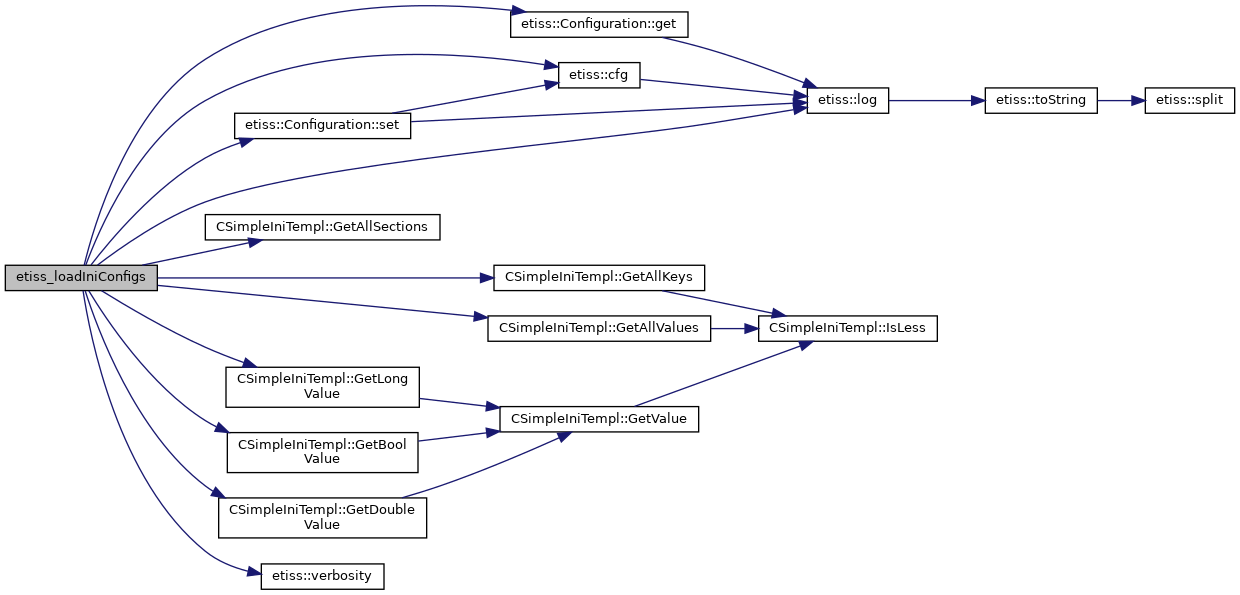 etiss::Configuration::get
etiss::cfg
etiss::log
etiss::toString
etiss::split
etiss::Configuration::set
CSimpleIniTempl::GetAllSections
etiss_loadIniConfigs
CSimpleIniTempl::GetAllKeys
CSimpleIniTempl::GetAllValues
CSimpleIniTempl::IsLess
CSimpleIniTempl::GetLong
Value
CSimpleIniTempl::GetValue
CSimpleIniTempl::GetBool
Value
CSimpleIniTempl::GetDouble
Value
etiss::verbosity